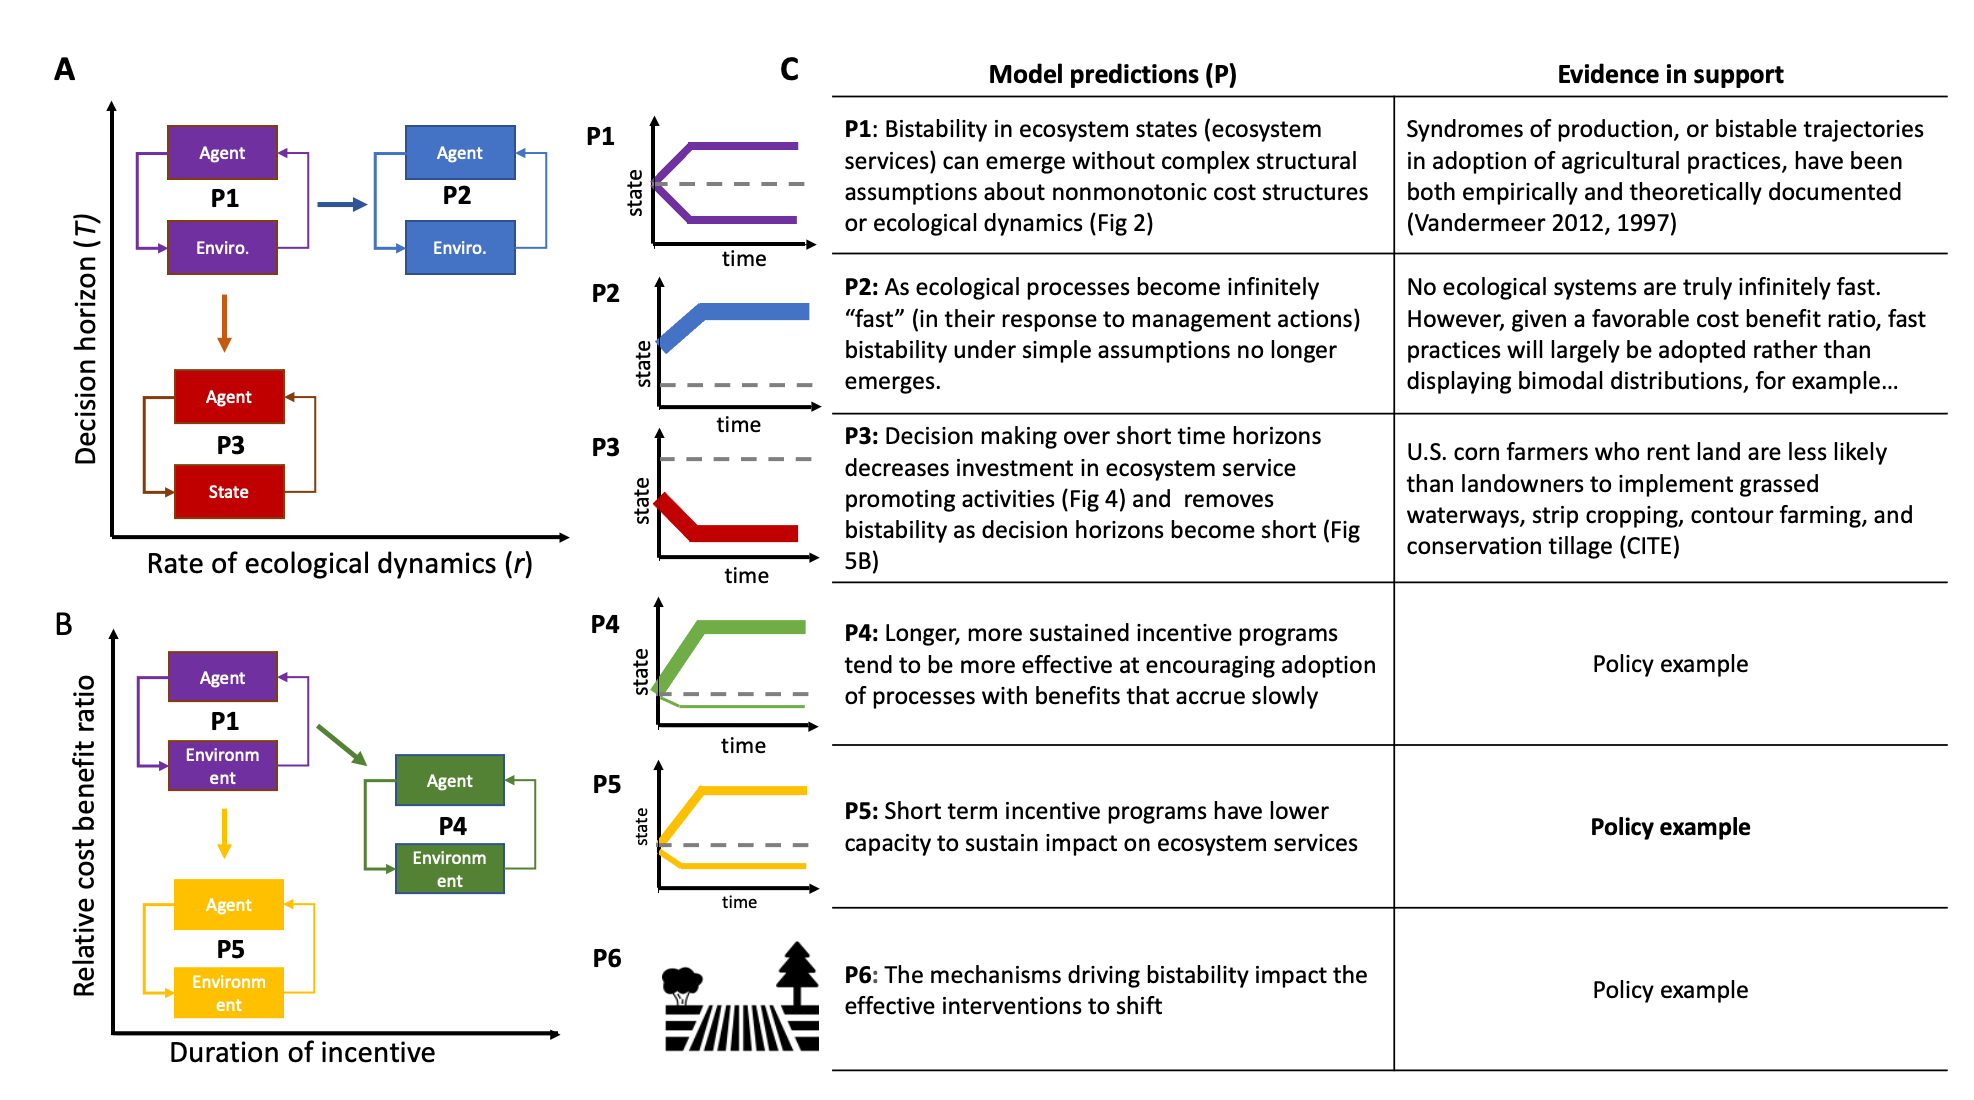 A
Decision horizon (T)
Agent
P1
Enviro.
Agent
P2
Enviro.
Agent
P3
State
Rate of ecological dynamics (r)
B
Relative cost benefit ratio
Agent
P1
Environm
ent
Agent
P4
Environm
ent
Agent
P5
Environm
ent
Duration of incentive
P1
state
time
P2
state
time
P3
state
time
P4
state
time
P5
state
time
P6
C
Model predictions (P)
Evidence in support
P1: Bistability in ecosystem states (ecosystem
services) can emerge without complex structural
assumptions about nonmonotonic cost structures
or ecological dynamics (Fig 2)
Syndromes of production, or bistable trajectories
in adoption of agricultural practices, have been
both empirically and theoretically documented
(Vandermeer 2012, 1997)
P2: As ecological processes become infinitely
“fast” (in their response to management actions)
bistability under simple assumptions no longer
emerges.
No ecological systems are truly infinitely fast.
However, given a favorable cost benefit ratio, fast
practices will largely be adopted rather than
displaying bimodal distributions, for example…
P3: Decision making over short time horizons
decreases investment in ecosystem service
promoting activities (Fig 4) and removes
bistability as decision horizons become short (Fig
5B)
U.S. corn farmers who rent land are less likely
than landowners to implement grassed
waterways, strip cropping, contour farming, and
conservation tillage (CITE)
P4: Longer, more sustained incentive programs
tend to be more effective at encouraging adoption
of processes with benefits that accrue slowly
Policy example
P5: Short term incentive programs have lower
capacity to sustain impact on ecosystem services
Policy example
P6: The mechanisms driving bistability impact the
effective interventions to shift
Policy example